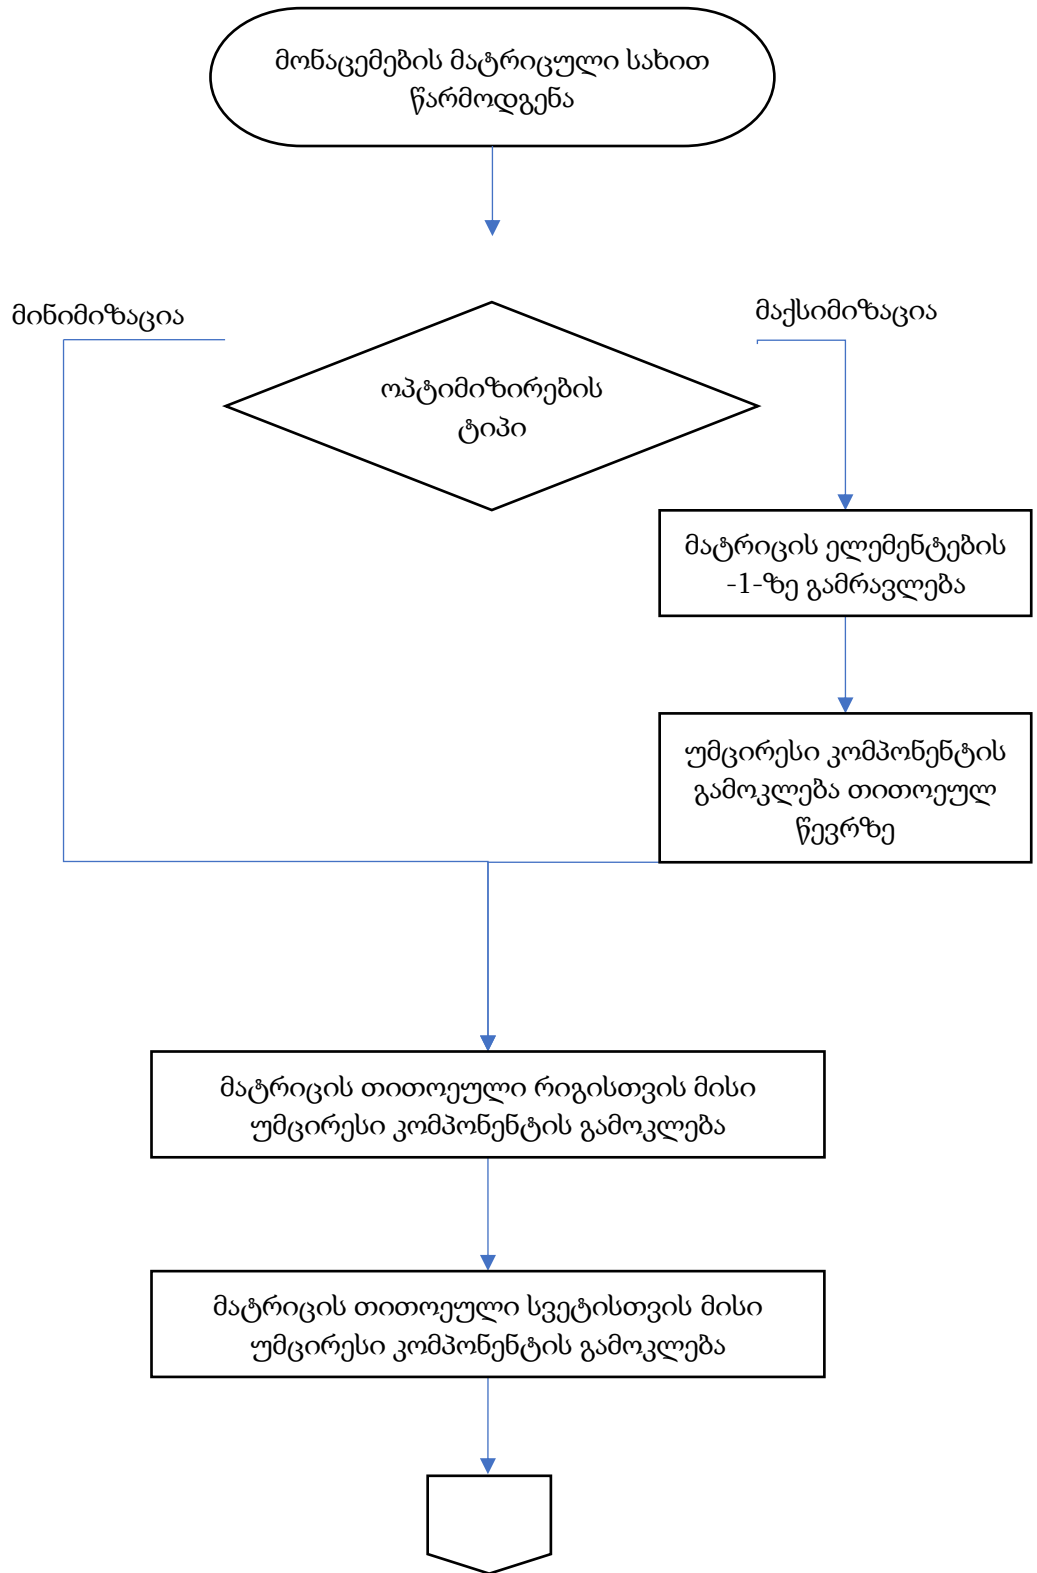 მონაცემების მატრიცული სახით
წარმოდგენა
მინიმიზაცია
მაქსიმიზაცია
ოპტიმიზირების
ტიპი
მატრიცის ელემენტების
-1-ზე გამრავლება
უმცირესი კომპონენტის
გამოკლება თითოეულ
წევრზე
მატრიცის თითოეული რიგისთვის მისი
უმცირესი კომპონენტის გამოკლება
მატრიცის თითოეული სვეტისთვის მისი
უმცირესი კომპონენტის გამოკლება